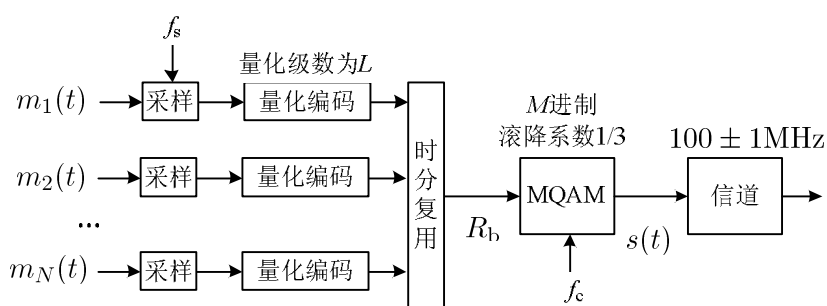 f_s
量化级数为L
m_1(t) 采样 量化编码
M进制
滚降系数1/3
100 ± 1MHz
m_2(t) 采样 量化编码
时分复用
R_b
MQAM
s(t)
信道
...
m_N(t) 采样 量化编码
f_c